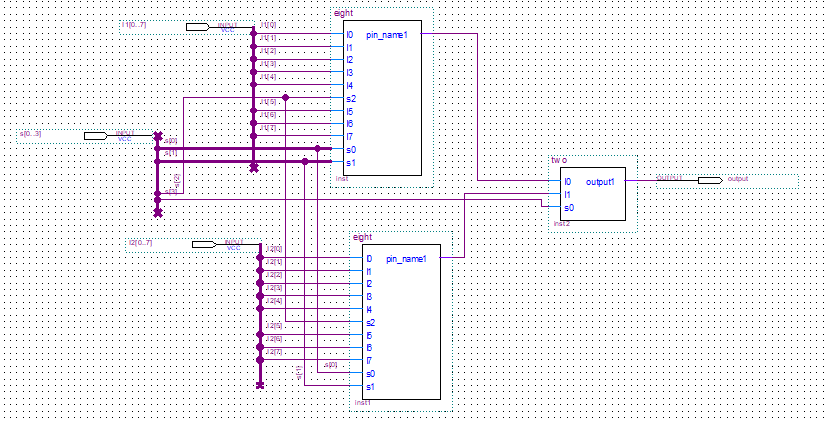 eight
I1[0..7]
INPUT
VCC
I1[0]
I1[1]
I1[2]
I1[3]
I1[4]
I1[5]
I1[6]
I1[7]
I0
pin_name1
I1
I2
I3
I4
s2
I5
I6
I7
s0
s1
inst
s[0..3]
INPUT
VCC
s[0]
s[1]
s[2]
s[3]
two
I0
output1
I1
s0
inst2
OUTPUT
output
eight
I2[0..7]
INPUT
VCC
I2[0]
I2[1]
I2[2]
I2[3]
I2[4]
I2[5]
I2[6]
I2[7]
s[0]
s[1]
I0
pin_name1
I1
I2
I3
I4
s2
I5
I6
I7
s0
s1
inst1